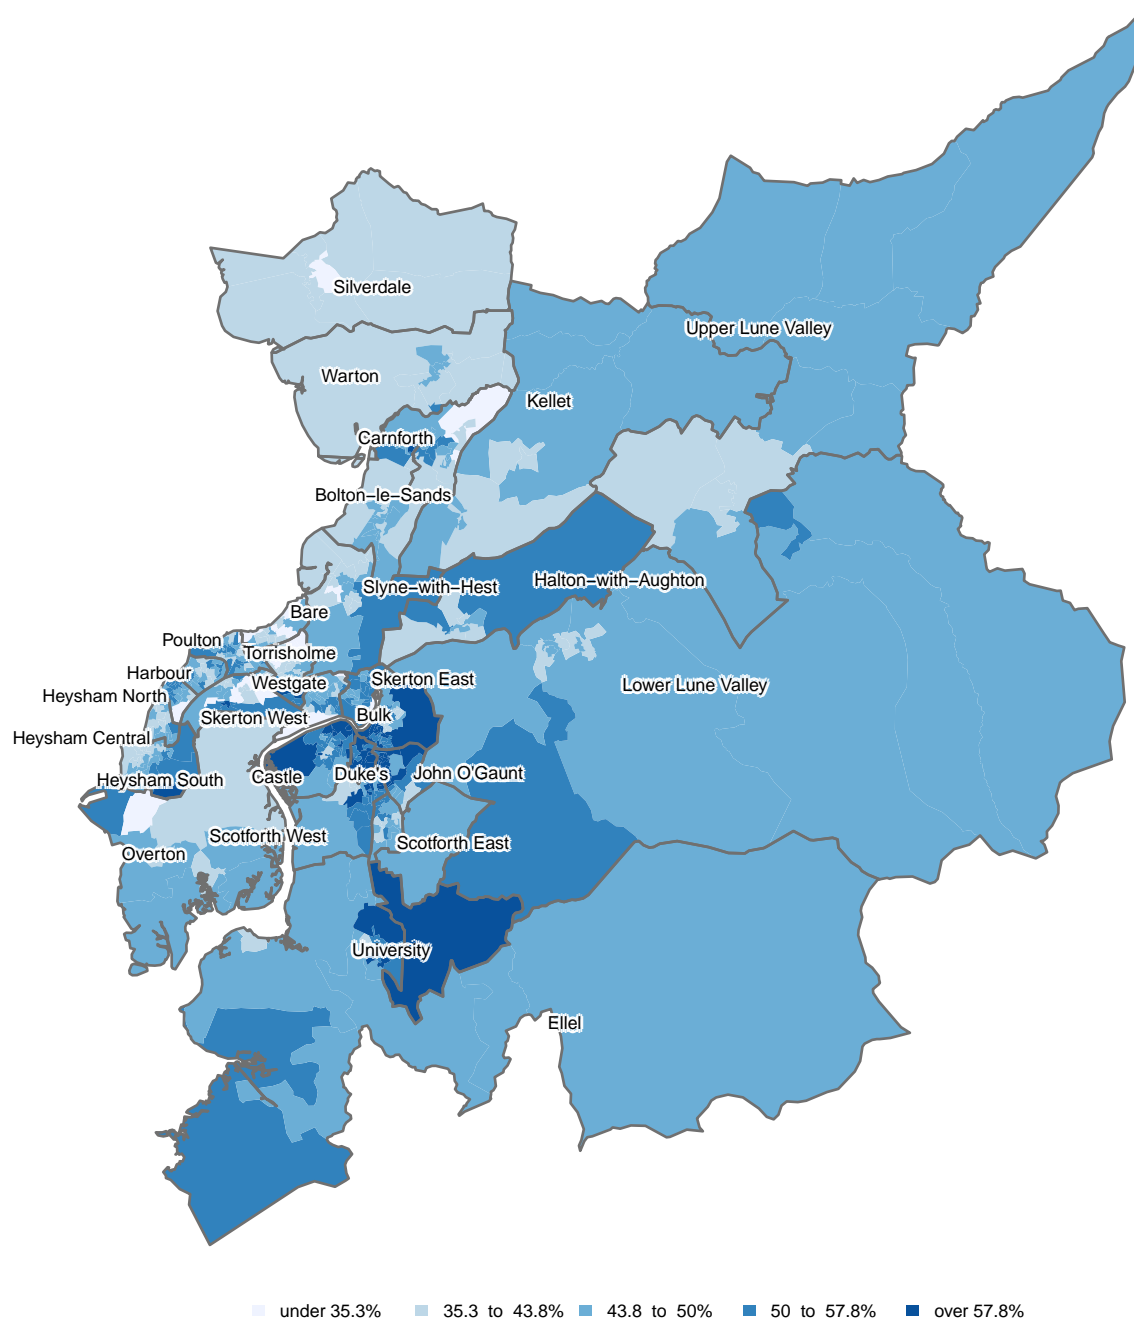 Silverdale
Upper Lune Valley
Warton
Kellet
Carnforth
Bolton−le−Sands
Halton−with−Aughton
Slyne−with−Hest
Bare
Poulton
Torrisholme
Harbour
Skerton East
Westgate
Lower Lune Valley
Heysham North
Bulk
Skerton West
Heysham Central
Castle
Duke's
John O'Gaunt
Heysham South
Scotforth West
Scotforth East
Overton
University
Ellel
under 35.3% 35.3 to 43.8% 43.8 to 50% 50 to 57.8% over 57.8%